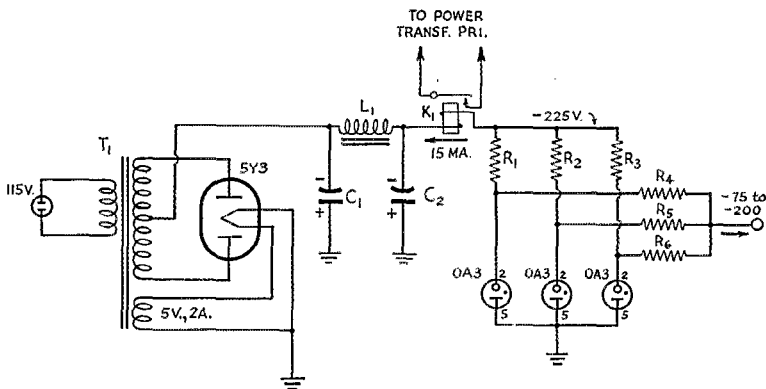 TO POWER
TRANSF. PRI.
L1
K1
-225V.
T1
5Y3
15 MA.
R1
R2
R3
R4
115V.
C1
C2
R5
-75 to
-200
R6
OA3
2
OA3
2
OA3
2
5V., 2A.
5
5
5